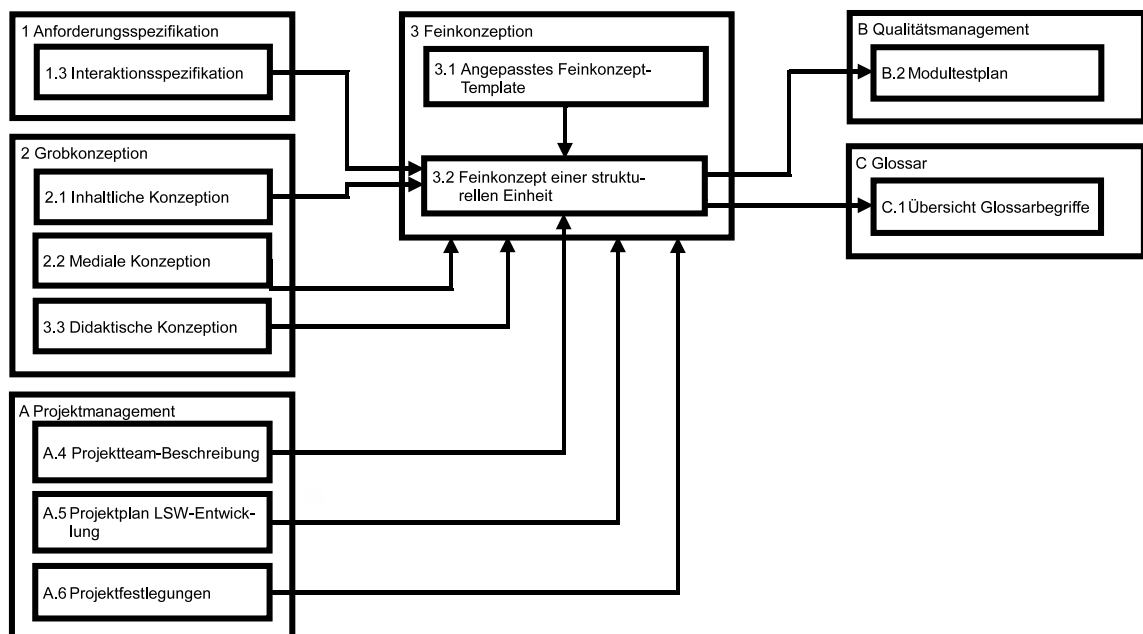 1 Anforderungsspezifikation
1.3 Interaktionsspezifikation
2 Grobkonzeption
2.1 Inhaltliche Konzeption
2.2 Mediale Konzeption
3.3 Didaktische Konzeption
A Projektmanagement
A.4 Projektteam-Beschreibung
A.5 Projektplan LSW-Entwick-
lung
A.6 Projektfestlegungen
3 Feinkonzeption
3.1 Angepasstes Feinkonzept-
Template
3.2 Feinkonzept einer struktu-
rellen Einheit
B Qualitätsmanagement
B.2 Modultestplan
C Glossar
C.1 Übersicht Glossarbegriffe